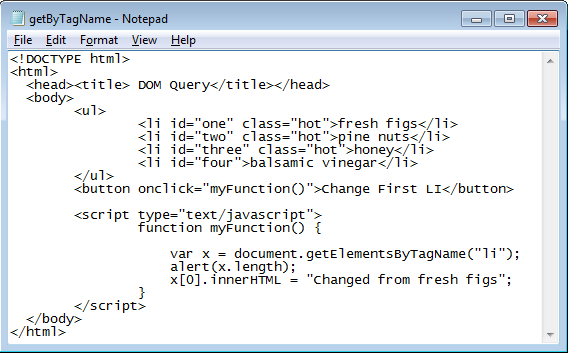 getByTagName - Notepad
File Edit Format View Help
<!DOCTYPE html>
<html>
<head><title> DOM Query</title></head>
<body>
<ul>
<li id="one" class="hot">fresh figs</li>
<li id="two" class="hot">pine nuts</li>
<li id="three" class="hot">honey</li>
<li id="four">balsamic vinegar</li>
</ul>
<button onclick="myFunction()">Change First LI</button>
<script type="text/javascript">
function myFunction() {
var x = document.getElementsByTagName("li");
alert(x.length);
x[0].innerHTML = "Changed from fresh figs";
}
</script>
</body>
</html>